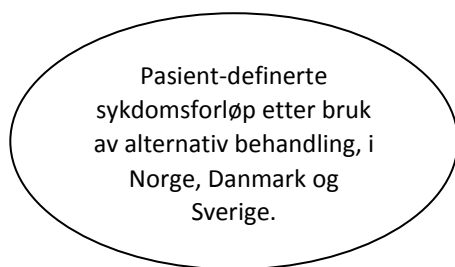 Pasient-definerte
sykdomsforløp etter bruk
av alternativ behandling, i
Norge, Danmark og
Sverige.